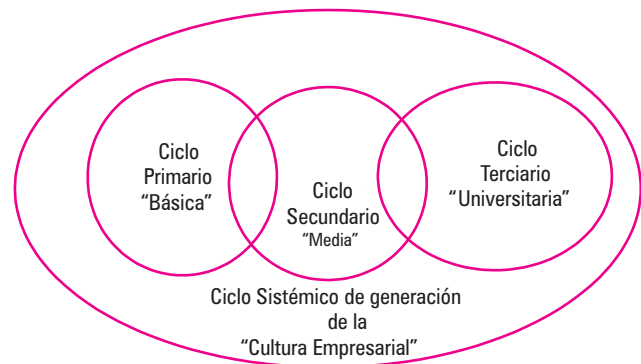 Ciclo
Primario
“Básica”
Ciclo
Secundario
“Media”
Ciclo
Terciario
“Universitaria”
Ciclo Sistémico de generación
de la
“Cultura Empresarial”